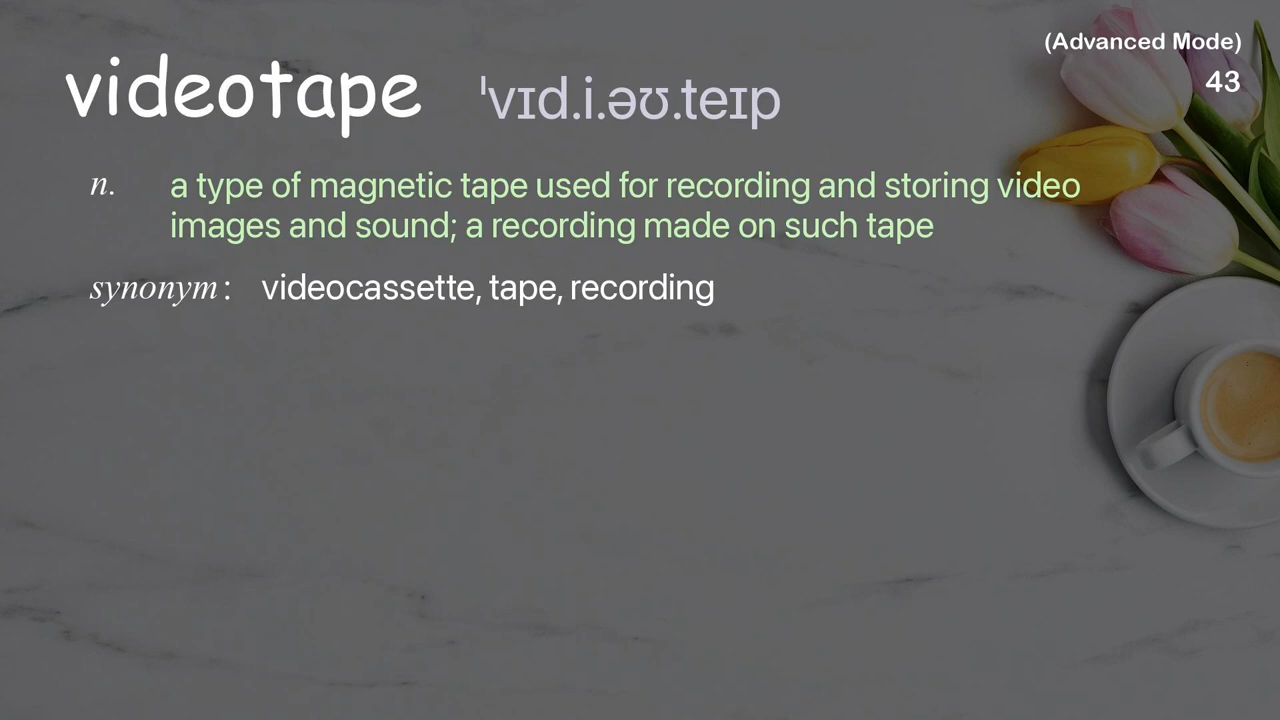 (Advanced Mode)
43
videotape ˈvɪd.i.əʊ.teɪp
n. a type of magnetic tape used for recording and storing video
images and sound; a recording made on such tape
synonym: videocassette, tape, recording